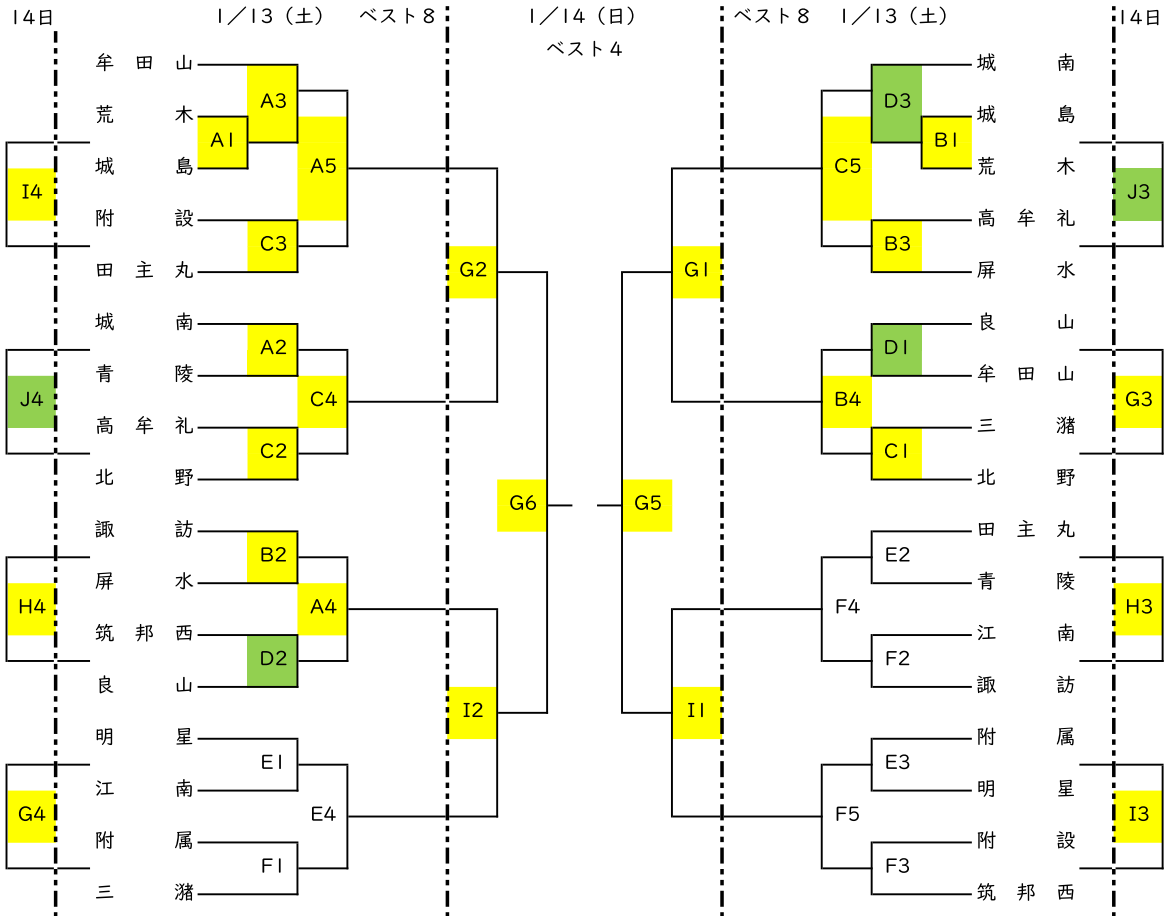 14日 1/13（土） ベスト8 1/14（日） ベスト8 1/13（土） 14日
ベスト4
牟田山 城南
A3 D3
荒木 城島
A1 B1
城島 A5 C5 荒木
I4 J3
附設 高牟礼
C3 B3
田主丸 G2 G1 屏水
城南 良山
A2 D1
青陵 牟田山
J4 C4 B4 G3
高牟礼 三潴
C2 C1
北野 北野
G6 G5
諏訪 田主丸
B2 E2
屏水 青陵
H4 A4 F4 H3
筑邦西 江南
D2 F2
良山 諏訪
I2 I1
明星 附属
E1 E3
江南 明星
G4 E4 F5 I3
附属 附設
F1 F3
三潴 筑邦西